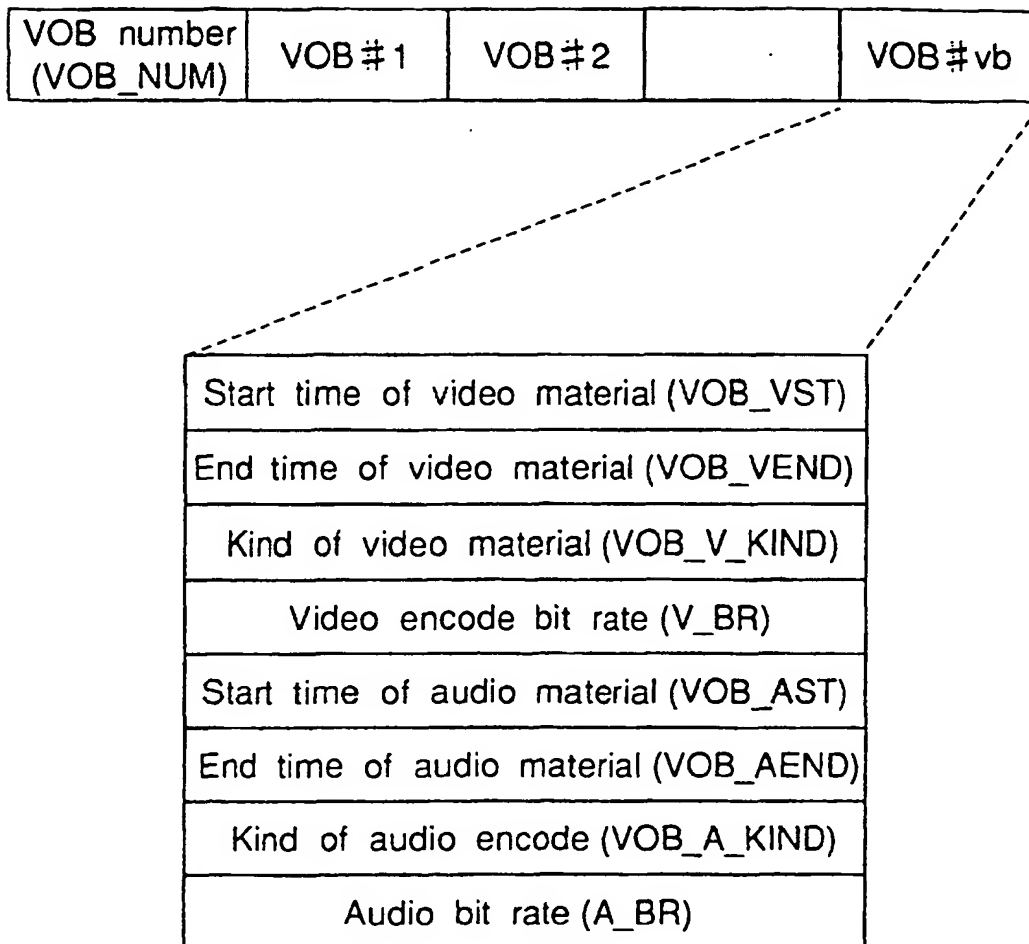 VOB number
(VOB_NUM)
VOB#1
VOB#2
VOB#vb
Start time of video material (VOB_VST)
End time of video material (VOB_VEND)
Kind of video material (VOB_V_KIND)
Video encode bit rate (V_BR)
Start time of audio material (VOB_AST)
End time of audio material (VOB_AEND)
Kind of audio encode (VOB_A_KIND)
Audio bit rate (A_BR)